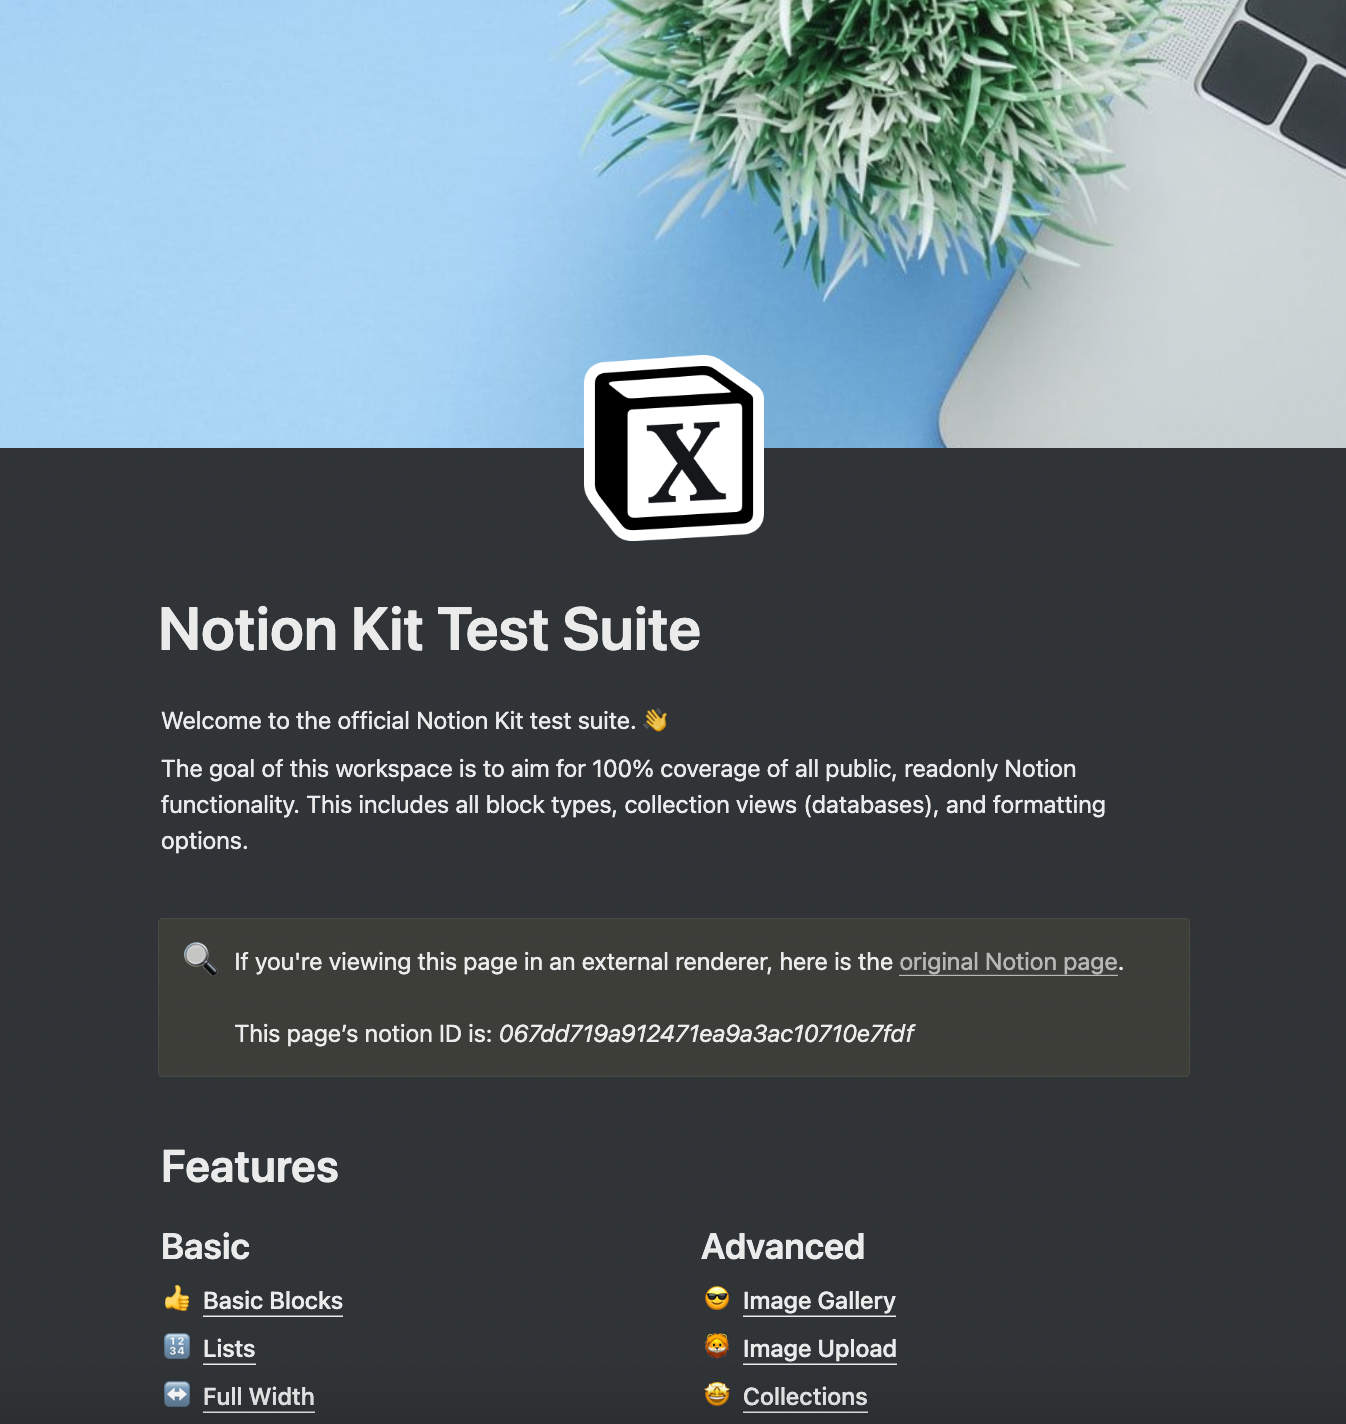 X
Notion Kit Test Suite
Welcome to the official Notion Kit test suite. 👋
The goal of this workspace is to aim for 100% coverage of all public, readonly Notion
functionality. This includes all block types, collection views (databases), and formatting
options.
If you're viewing this page in an external renderer, here is the original Notion page.
This page’s notion ID is: 067dd719a912471ea9a3ac10710e7fdf
Features
Basic
👍 Basic Blocks
🔢 Lists
↔️ Full Width
Advanced
😎 Image Gallery
🦁 Image Upload
🤩 Collections